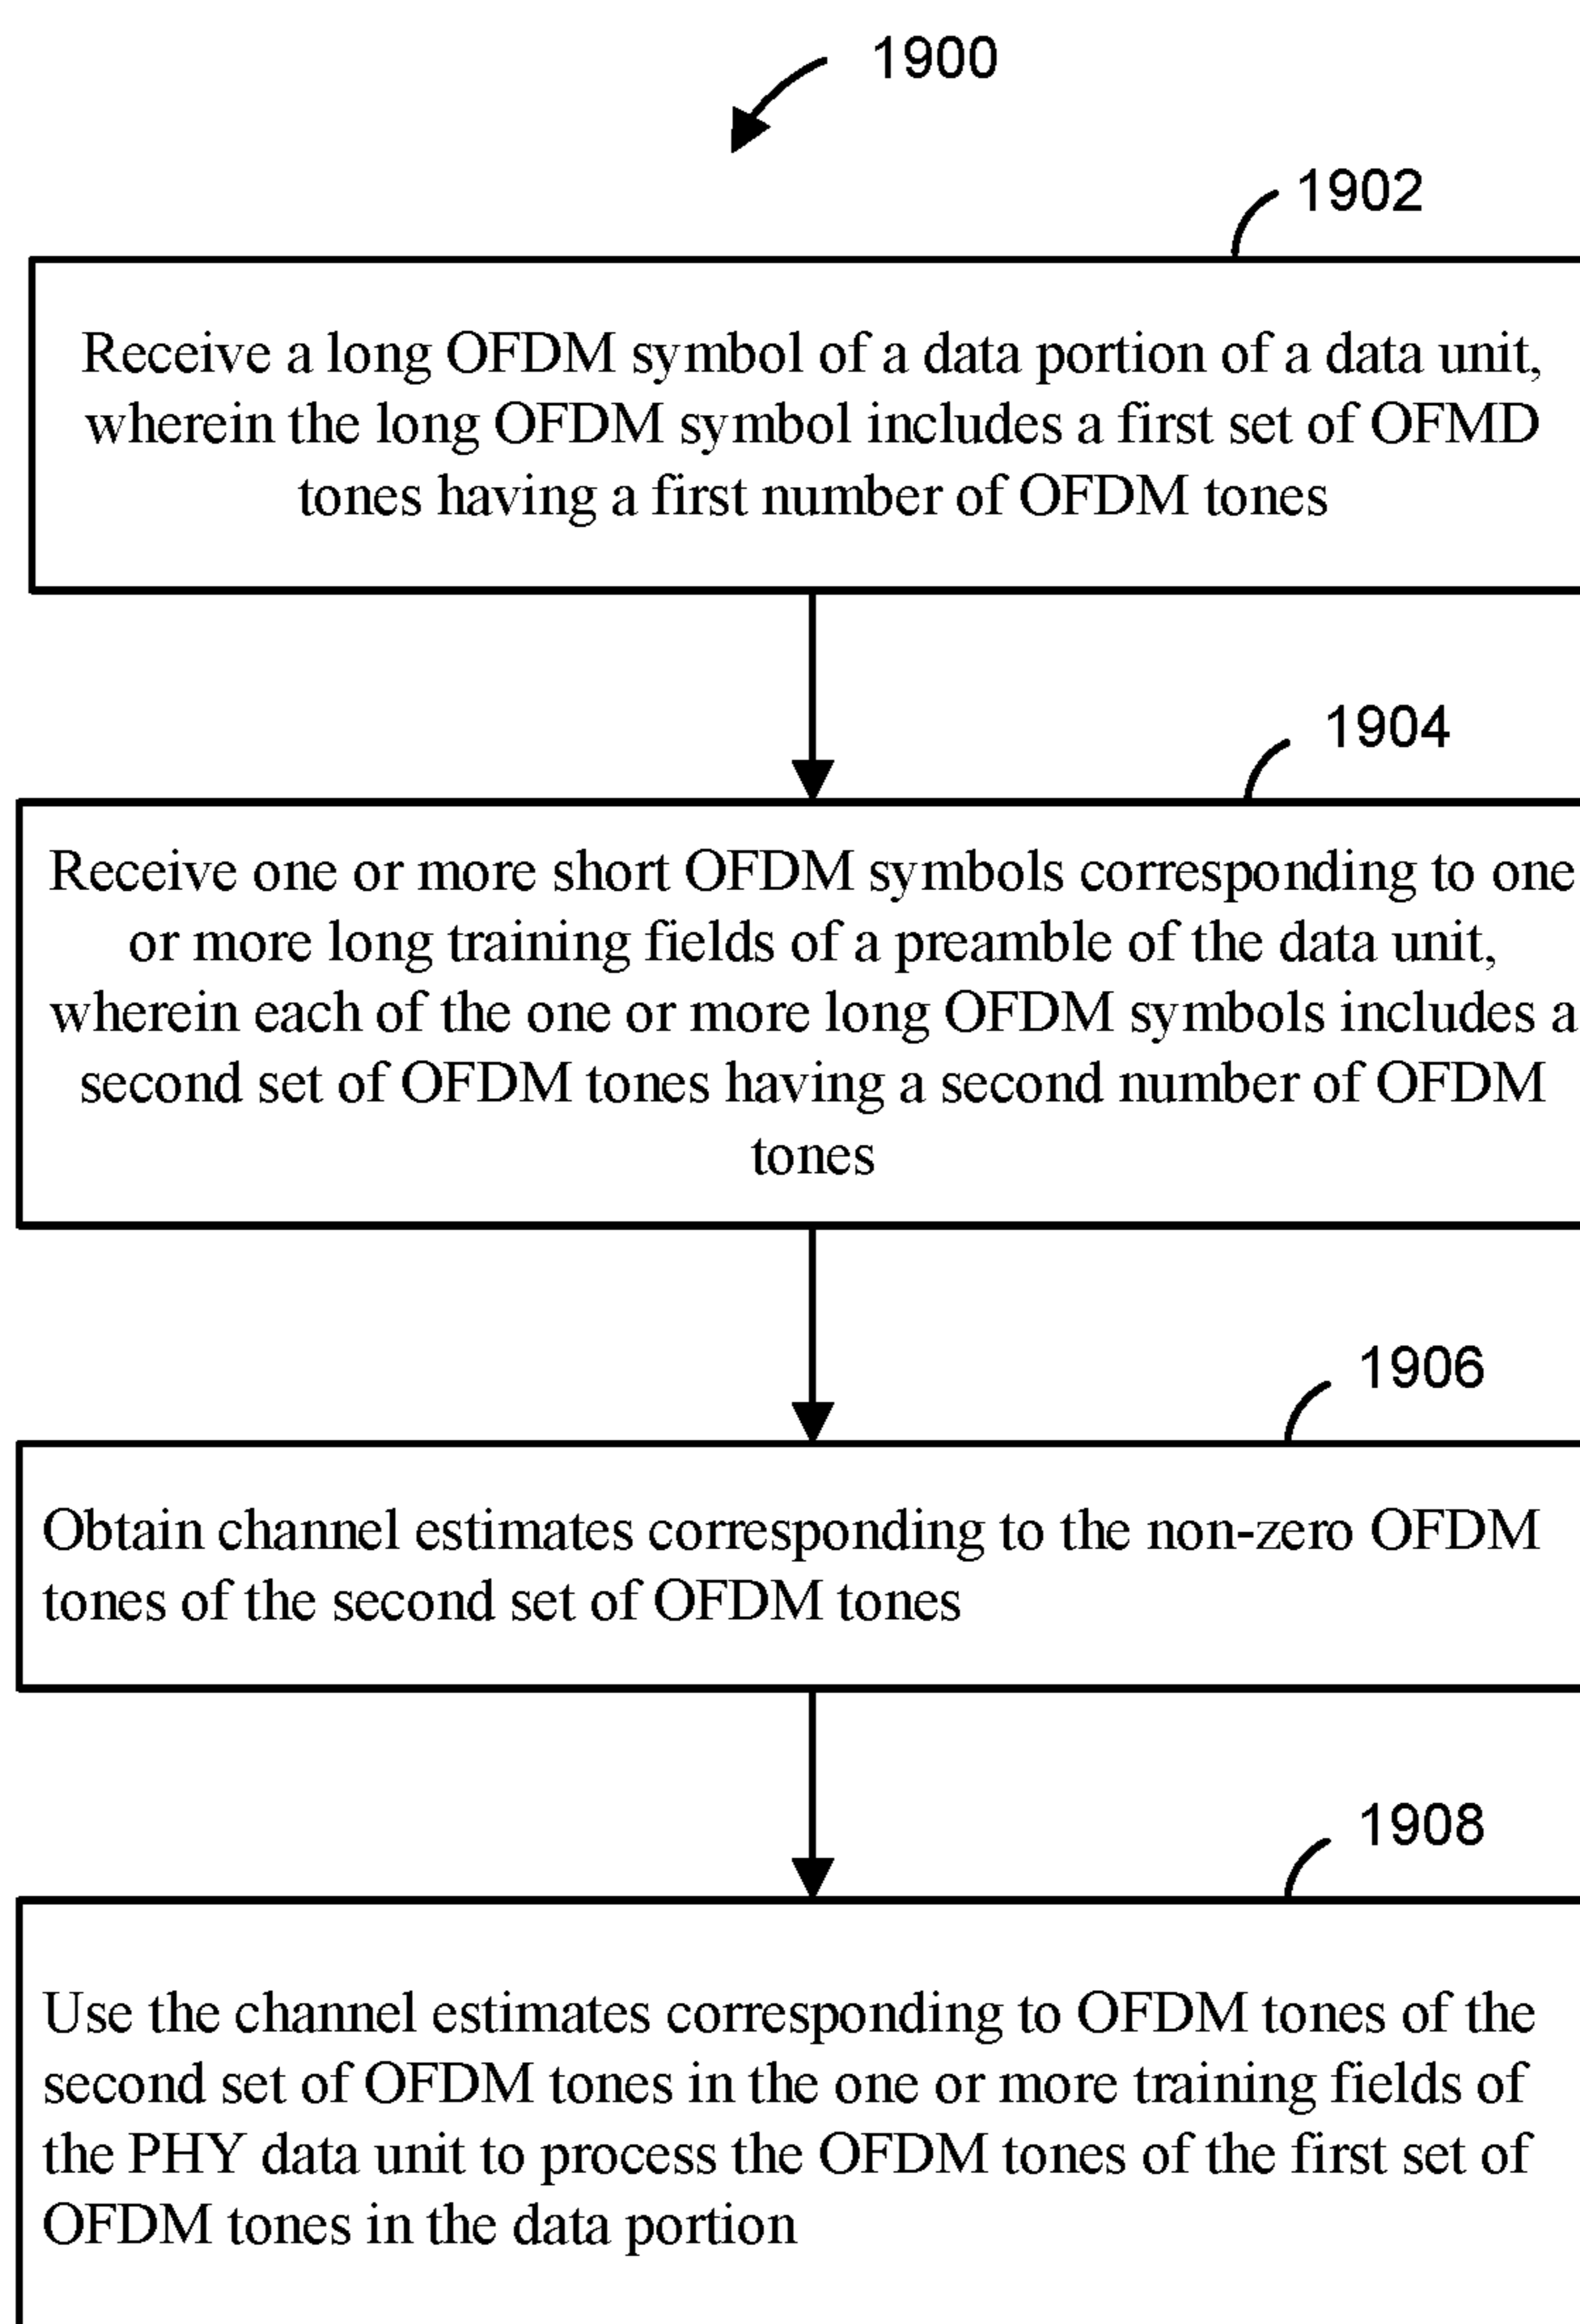 1900
1902
Receive a long OFDM symbol of a data portion of a data unit,
wherein the long OFDM symbol includes a first set of OFMD
tones having a first number of OFDM tones
1904
Receive one or more short OFDM symbols corresponding to one
or more long training fields of a preamble of the data unit,
wherein each of the one or more long OFDM symbols includes a
second set of OFDM tones having a second number of OFDM
tones
1906
Obtain channel estimates corresponding to the non-zero OFDM
tones of the second set of OFDM tones
1908
Use the channel estimates corresponding to OFDM tones of the
second set of OFDM tones in the one or more training fields of
the PHY data unit to process the OFDM tones of the first set of
OFDM tones in the data portion